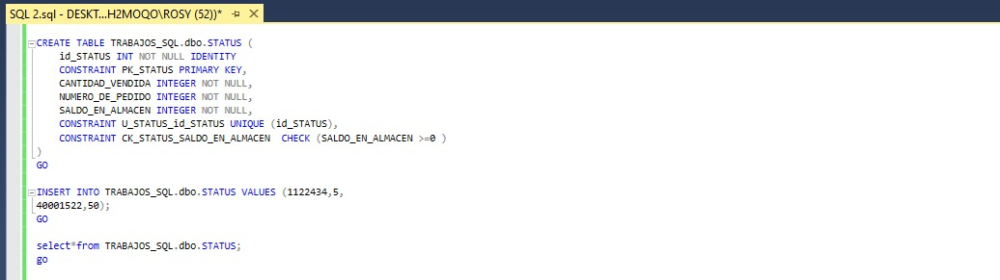 SQL 2.sql - DESKT...H2MOQO\ROSY (52))*
CREATE TABLE TRABAJOS_SQL.dbo.STATUS (
id_STATUS INT NOT NULL IDENTITY
CONSTRAINT PK_STATUS PRIMARY KEY,
CANTIDAD_VENDIDA INTEGER NOT NULL,
NUMERO_DE_PEDIDO INTEGER NOT NULL,
SALDO_EN_ALMACEN INTEGER NOT NULL,
CONSTRAINT U_STATUS_id_STATUS UNIQUE (id_STATUS),
CONSTRAINT CK_STATUS_SALDO_EN_ALMACEN  CHECK (SALDO_EN_ALMACEN >=0 )
)
GO
INSERT INTO TRABAJOS_SQL.dbo.STATUS VALUES (1122434,5,
40001522,50);
GO
select*from TRABAJOS_SQL.dbo.STATUS;
go